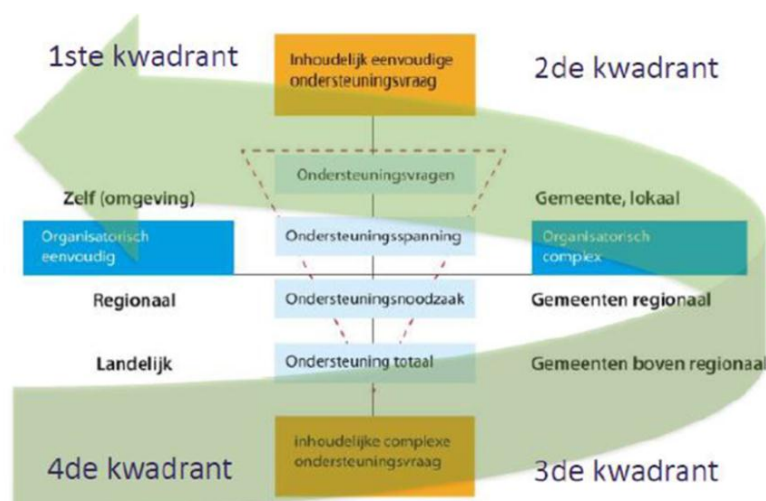 1ste kwadrant
Inhoudelijk eenvoudige
ondersteuningsvraag
2de kwadrant
Ondersteuningsvragen
Zelf (omgeving)
Gemeente, lokaal
Organisatorisch
eenvoudig
Ondersteuningsspanning
Organisatorisch
complex
Regionaal
Ondersteuningsnoodzaak
Gemeenten regionaal
Landelijk
Ondersteuning totaal
Gemeenten boven regionaal
4de kwadrant
inhoudelijke complexe
ondersteuningsvraag
3de kwadrant